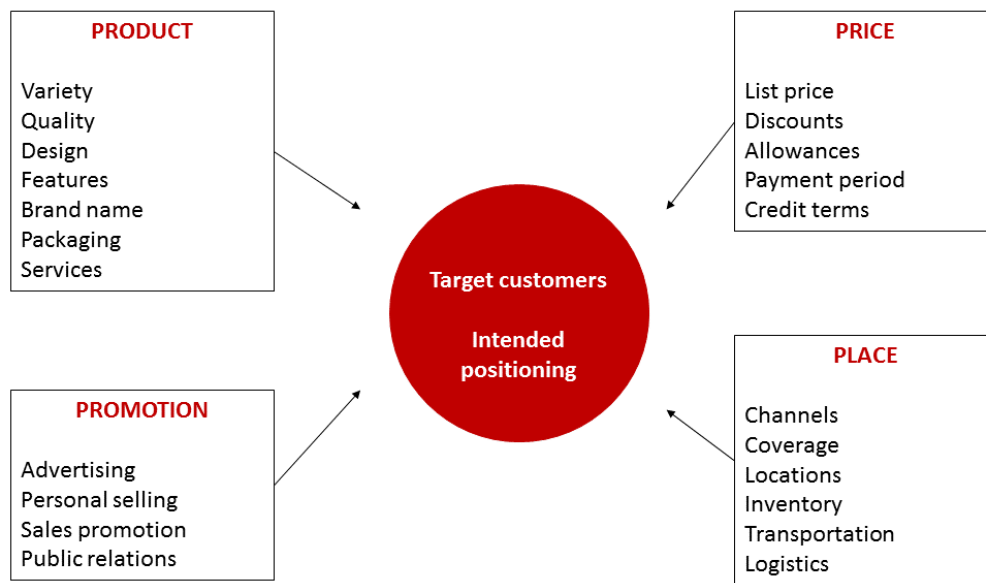 PRODUCT
Variety
Quality
Design
Features
Brand name
Packaging
Services
PRICE
List price
Discounts
Allowances
Payment period
Credit terms
Target customers
Intended
positioning
PROMOTION
Advertising
Personal selling
Sales promotion
Public relations
PLACE
Channels
Coverage
Locations
Inventory
Transportation
Logistics